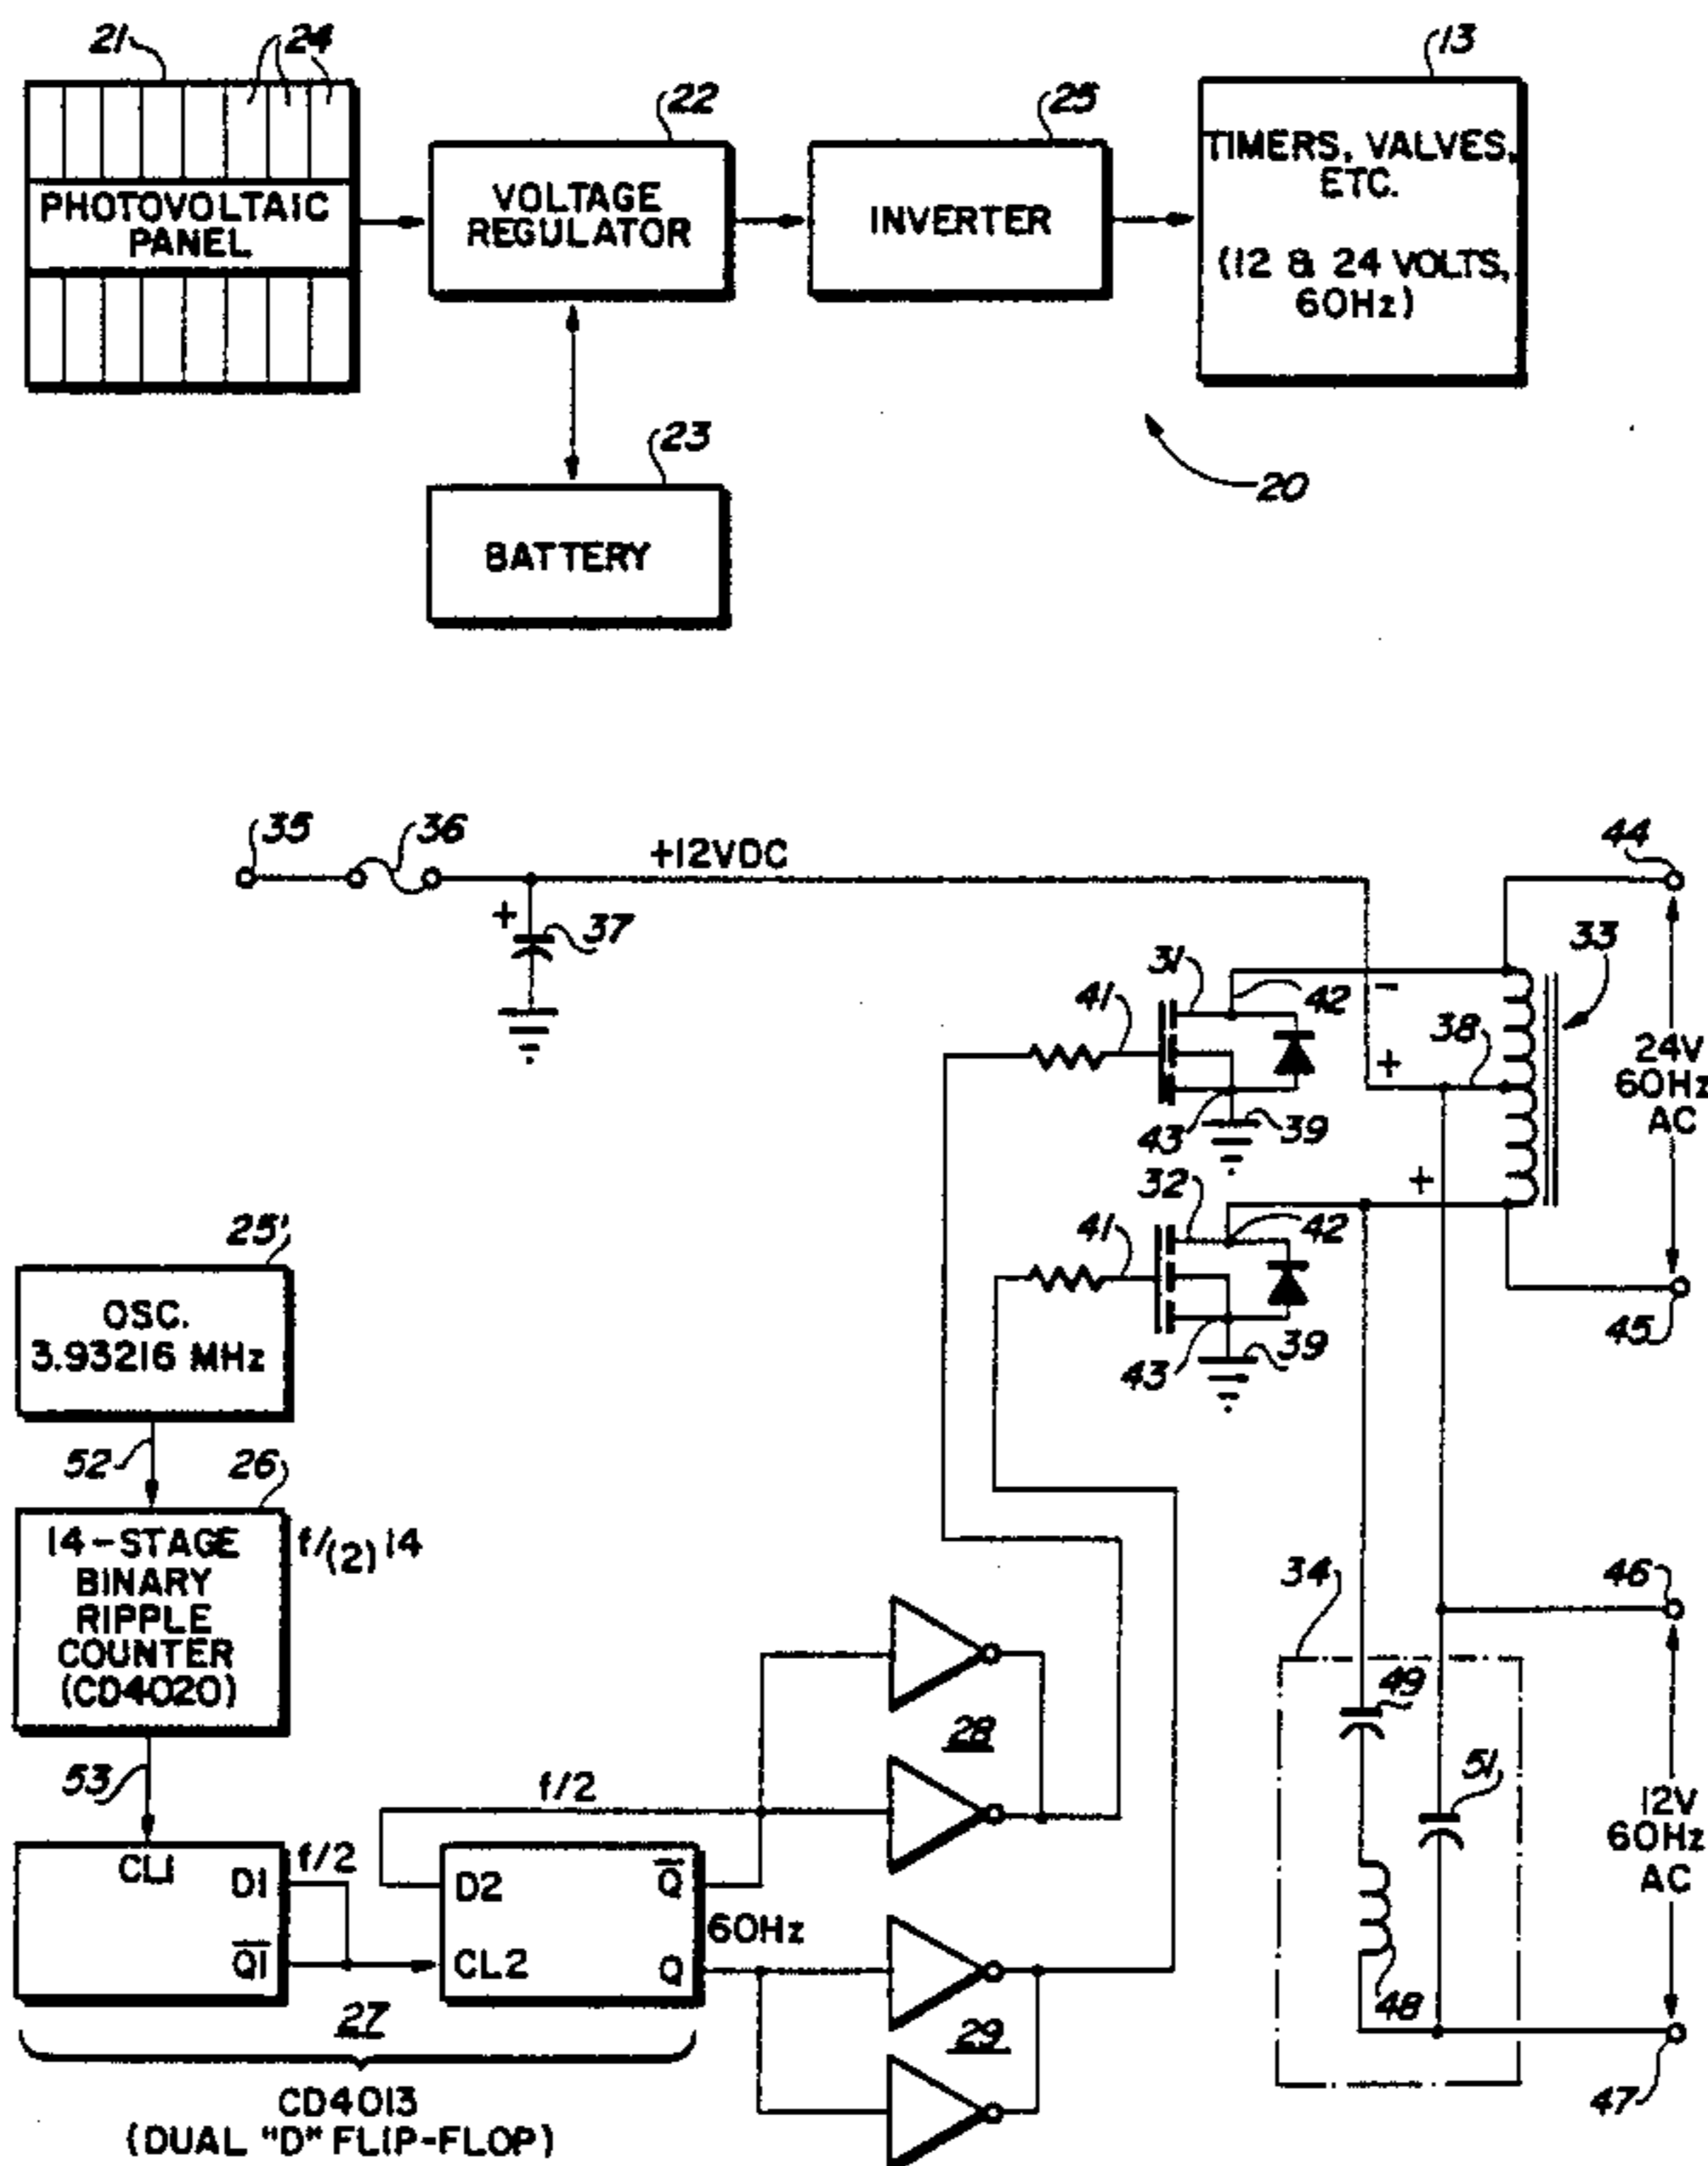 21 24
PHOTOVOLTAIC
PANEL
22
VOLTAGE
REGULATOR
25
INVERTER
13
TIMERS, VALVES,
ETC.
(12 & 24 VOLTS,
60Hz)
23
BATTERY
20
35 36
+12VDC
+ 37
44
33
31
41 42
-
38
+
24V
60Hz
AC
43 39
+
32
41 42
43 39
45
25'
OSC.
3.93216 MHz
52 26
14-STAGE
BINARY
RIPPLE
COUNTER
(CD4020)
f/(2)14
53
CL1
D1
Q1
f/2
f/2
D2
CL2
Q
Q
60Hz
27
CD4013
(DUAL "D" FLIP-FLOP)
28
29
34
49
51
48
46
12V
60Hz
AC
47